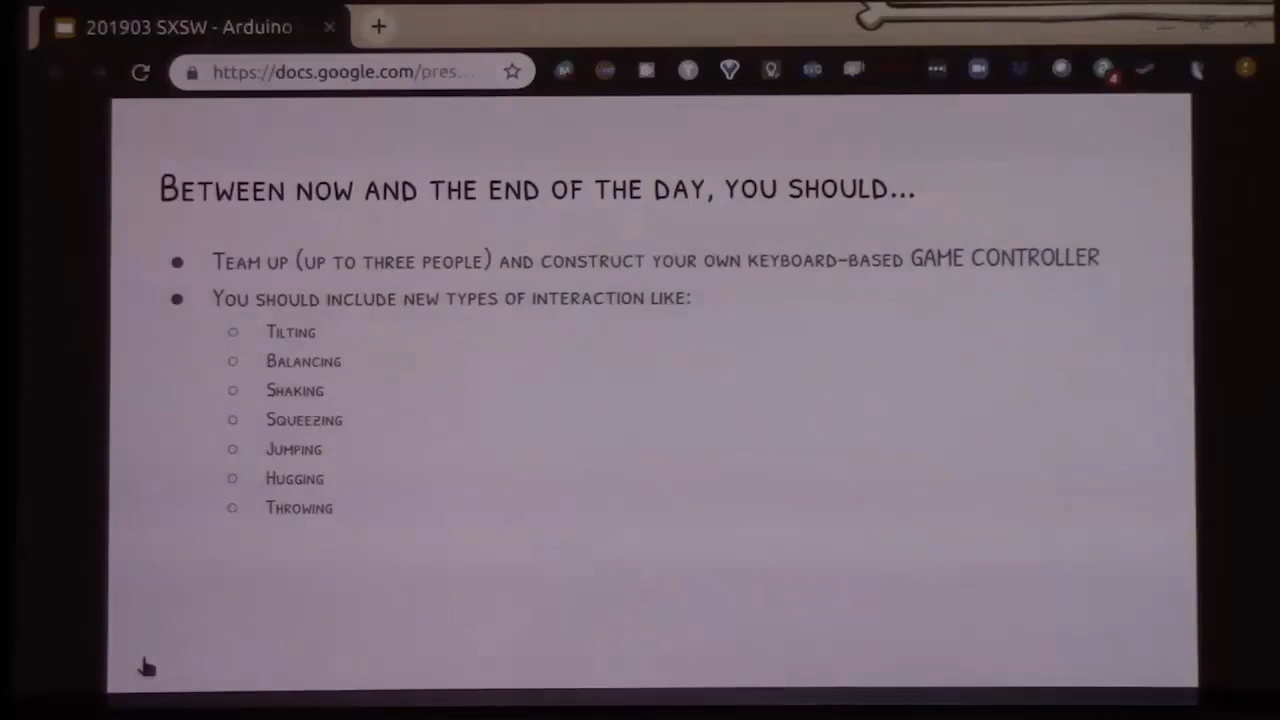 201903 SXSW - Arduino
https://docs.google.com/pres...
BETWEEN NOW AND THE END OF THE DAY, YOU SHOULD...
TEAM UP (UP TO THREE PEOPLE) AND CONSTRUCT YOUR OWN KEYBOARD-BASED GAME CONTROLLER
YOU SHOULD INCLUDE NEW TYPES OF INTERACTION LIKE:
TILTING
BALANCING
SHAKING
SQUEEZING
JUMPING
HUGGING
THROWING